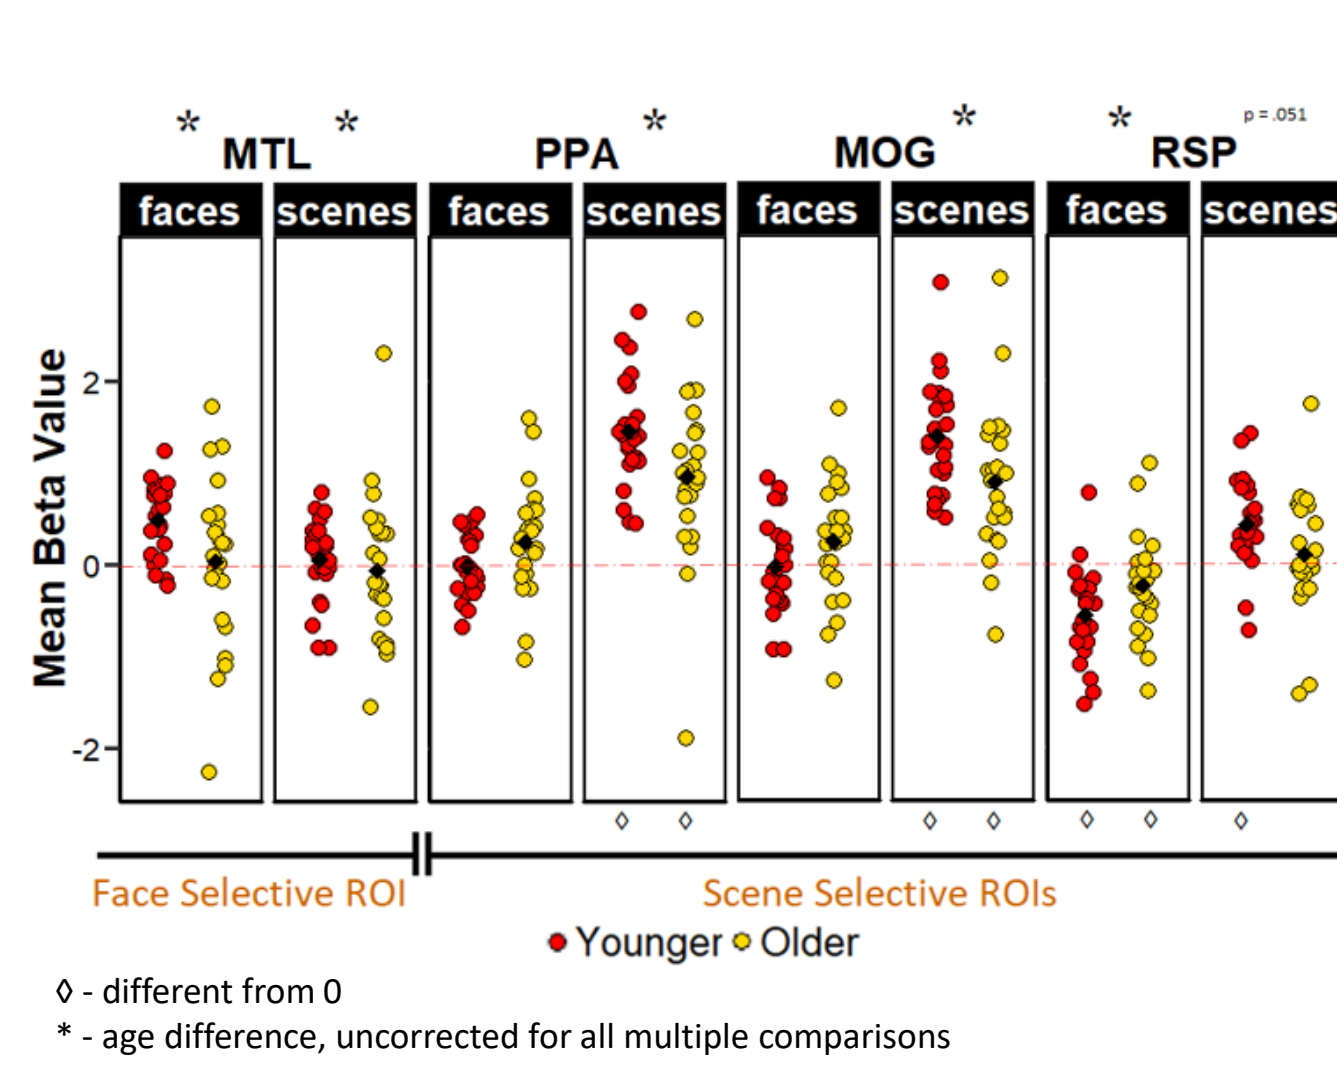 * * * * * p = .051
MTL PPA MOG RSP
faces scenes faces scenes faces scenes faces scenes
Mean Beta Value
2
0
-2
◊ ◊ ◊ ◊ ◊ ◊ ◊
Face Selective ROI Scene Selective ROIs
Younger Older
◊ - different from 0
* - age difference, uncorrected for all multiple comparisons